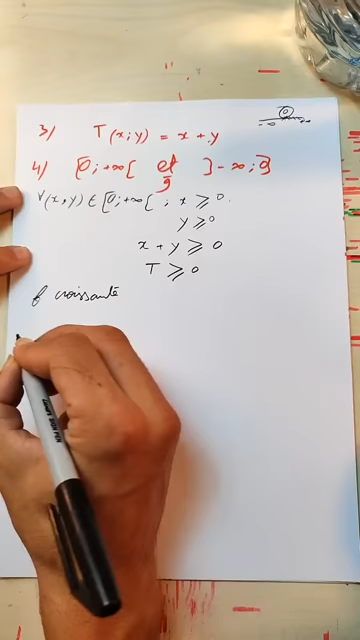 3) T(x;y) = x + y
4) [0;+∞[ et ]-∞;0]
∀(x,y) ∈ [0;+∞[ , x ⩾ 0.
y ⩾ 0
x + y ⩾ 0
T ⩾ 0
f croissante